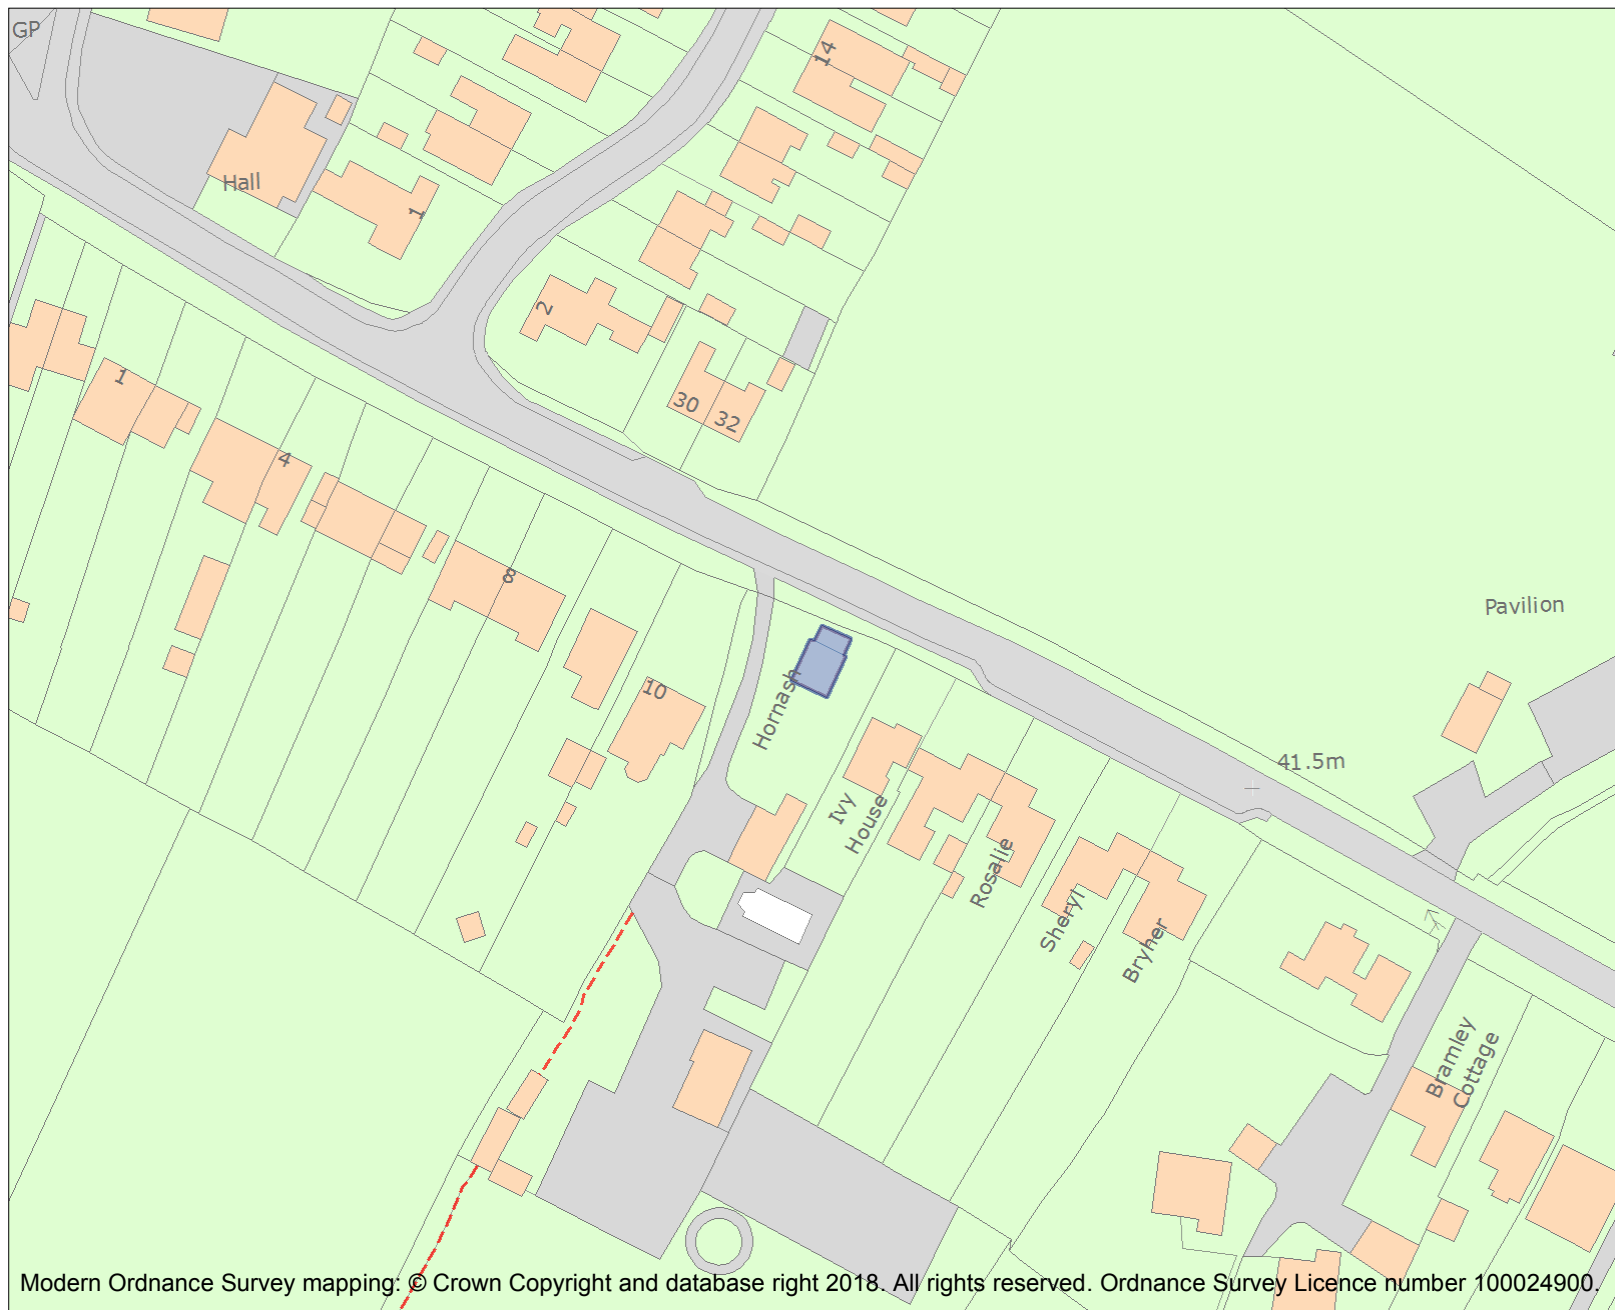 GP
14
Hall
1
2
1
30
32
4
8
Pavilion
10
Hornash
41.5m
Ivy
House
Rosalie
Sheryl
Bryher
Bramley
Cottage
Modern Ordnance Survey mapping: © Crown Copyright and database right 2018. All rights reserved. Ordnance Survey Licence number 100024900.